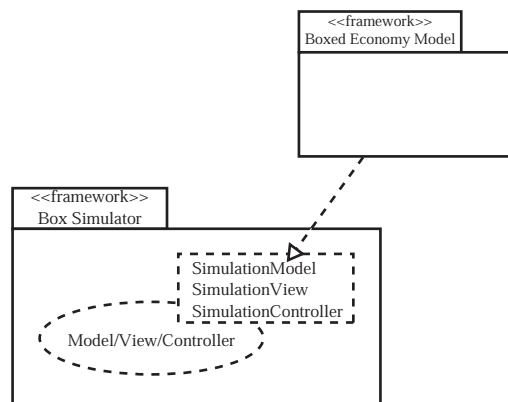 <<framework>>
Boxed Economy Model
<<framework>>
Box Simulator
SimulationModel
SimulationView
SimulationController
Model/View/Controller